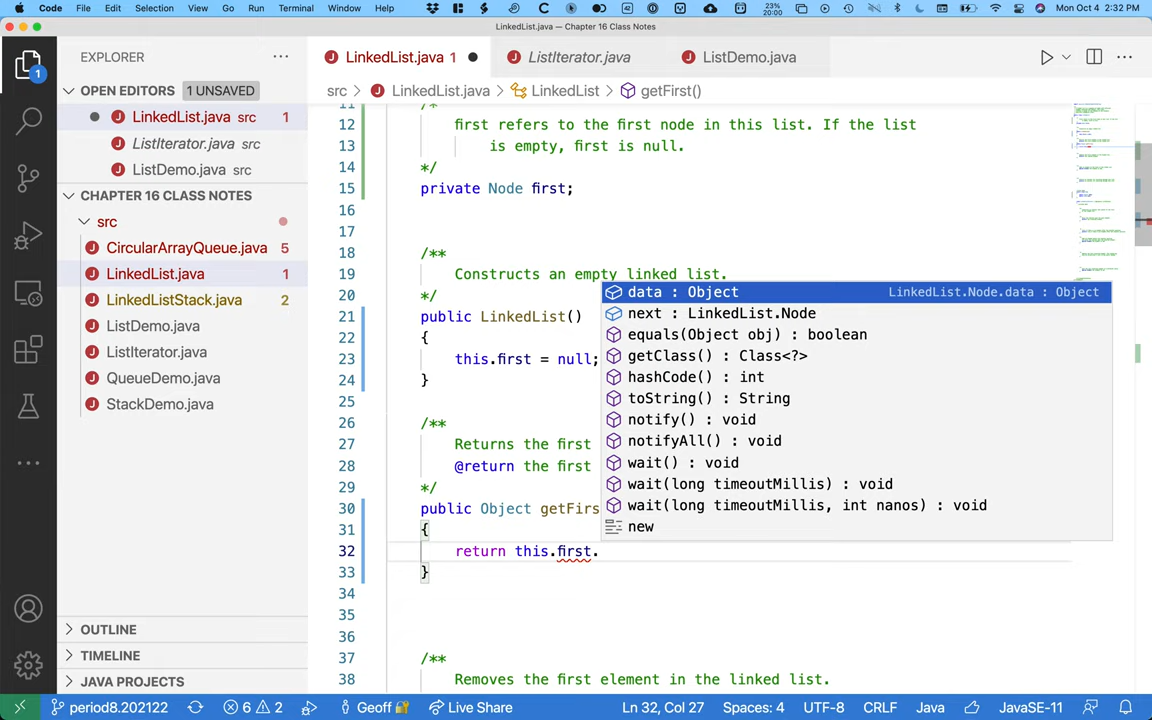 Code File Edit Selection View Go Run Terminal Window Help 23% 20:00 Mon Oct 4 2:32 PM
LinkedList.java — Chapter 16 Class Notes
EXPLORER
LinkedList.java 1
ListIterator.java
ListDemo.java
OPEN EDITORS 1 UNSAVED
src > LinkedList.java > LinkedList > getFirst()
LinkedList.java src 1
ListIterator.java src
ListDemo.java src
CHAPTER 16 CLASS NOTES
src
CircularArrayQueue.java 5
LinkedList.java 1
LinkedListStack.java 2
ListDemo.java
ListIterator.java
QueueDemo.java
StackDemo.java
OUTLINE
TIMELINE
JAVA PROJECTS
11 /*
12 first refers to the first node in this list. If the list
13 is empty, first is null.
14 */
15 private Node first;
16
17
18 /**
19 Constructs an empty linked list.
20 */
21 public LinkedList()
22 {
23 this.first = null;
24 }
25
26 /**
27 Returns the first
28 @return the first
29 */
30 public Object getFirs
31 {
32 return this.first.
33 }
34
35
36
37 /**
38 Removes the first element in the linked list.
data : Object LinkedList.Node.data : Object
next : LinkedList.Node
equals(Object obj) : boolean
getClass() : Class<?>
hashCode() : int
toString() : String
notify() : void
notifyAll() : void
wait() : void
wait(long timeoutMillis) : void
wait(long timeoutMillis, int nanos) : void
new
period8.202122 6 2 Geoff Live Share Ln 32, Col 27 Spaces: 4 UTF-8 CRLF Java JavaSE-11